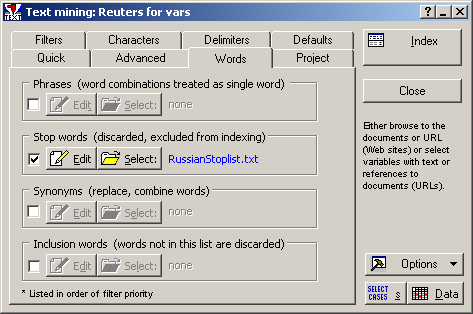 Text mining: Reuters for vars
Filters Characters Delimiters Defaults
Quick Advanced Words Project
Phrases (word combinations treated as single word)
Edit Select: none
Stop words (discarded, excluded from indexing)
Edit Select: RussianStoplist.txt
Synonyms (replace, combine words)
Edit Select: none
Inclusion words (words not in this list are discarded)
Edit Select: none
* Listed in order of filter priority
Index
Close
Either browse to the
documents or URL
(Web sites) or select
variables with text or
references to
documents (URLs).
Options
SELECT
CASES s Data